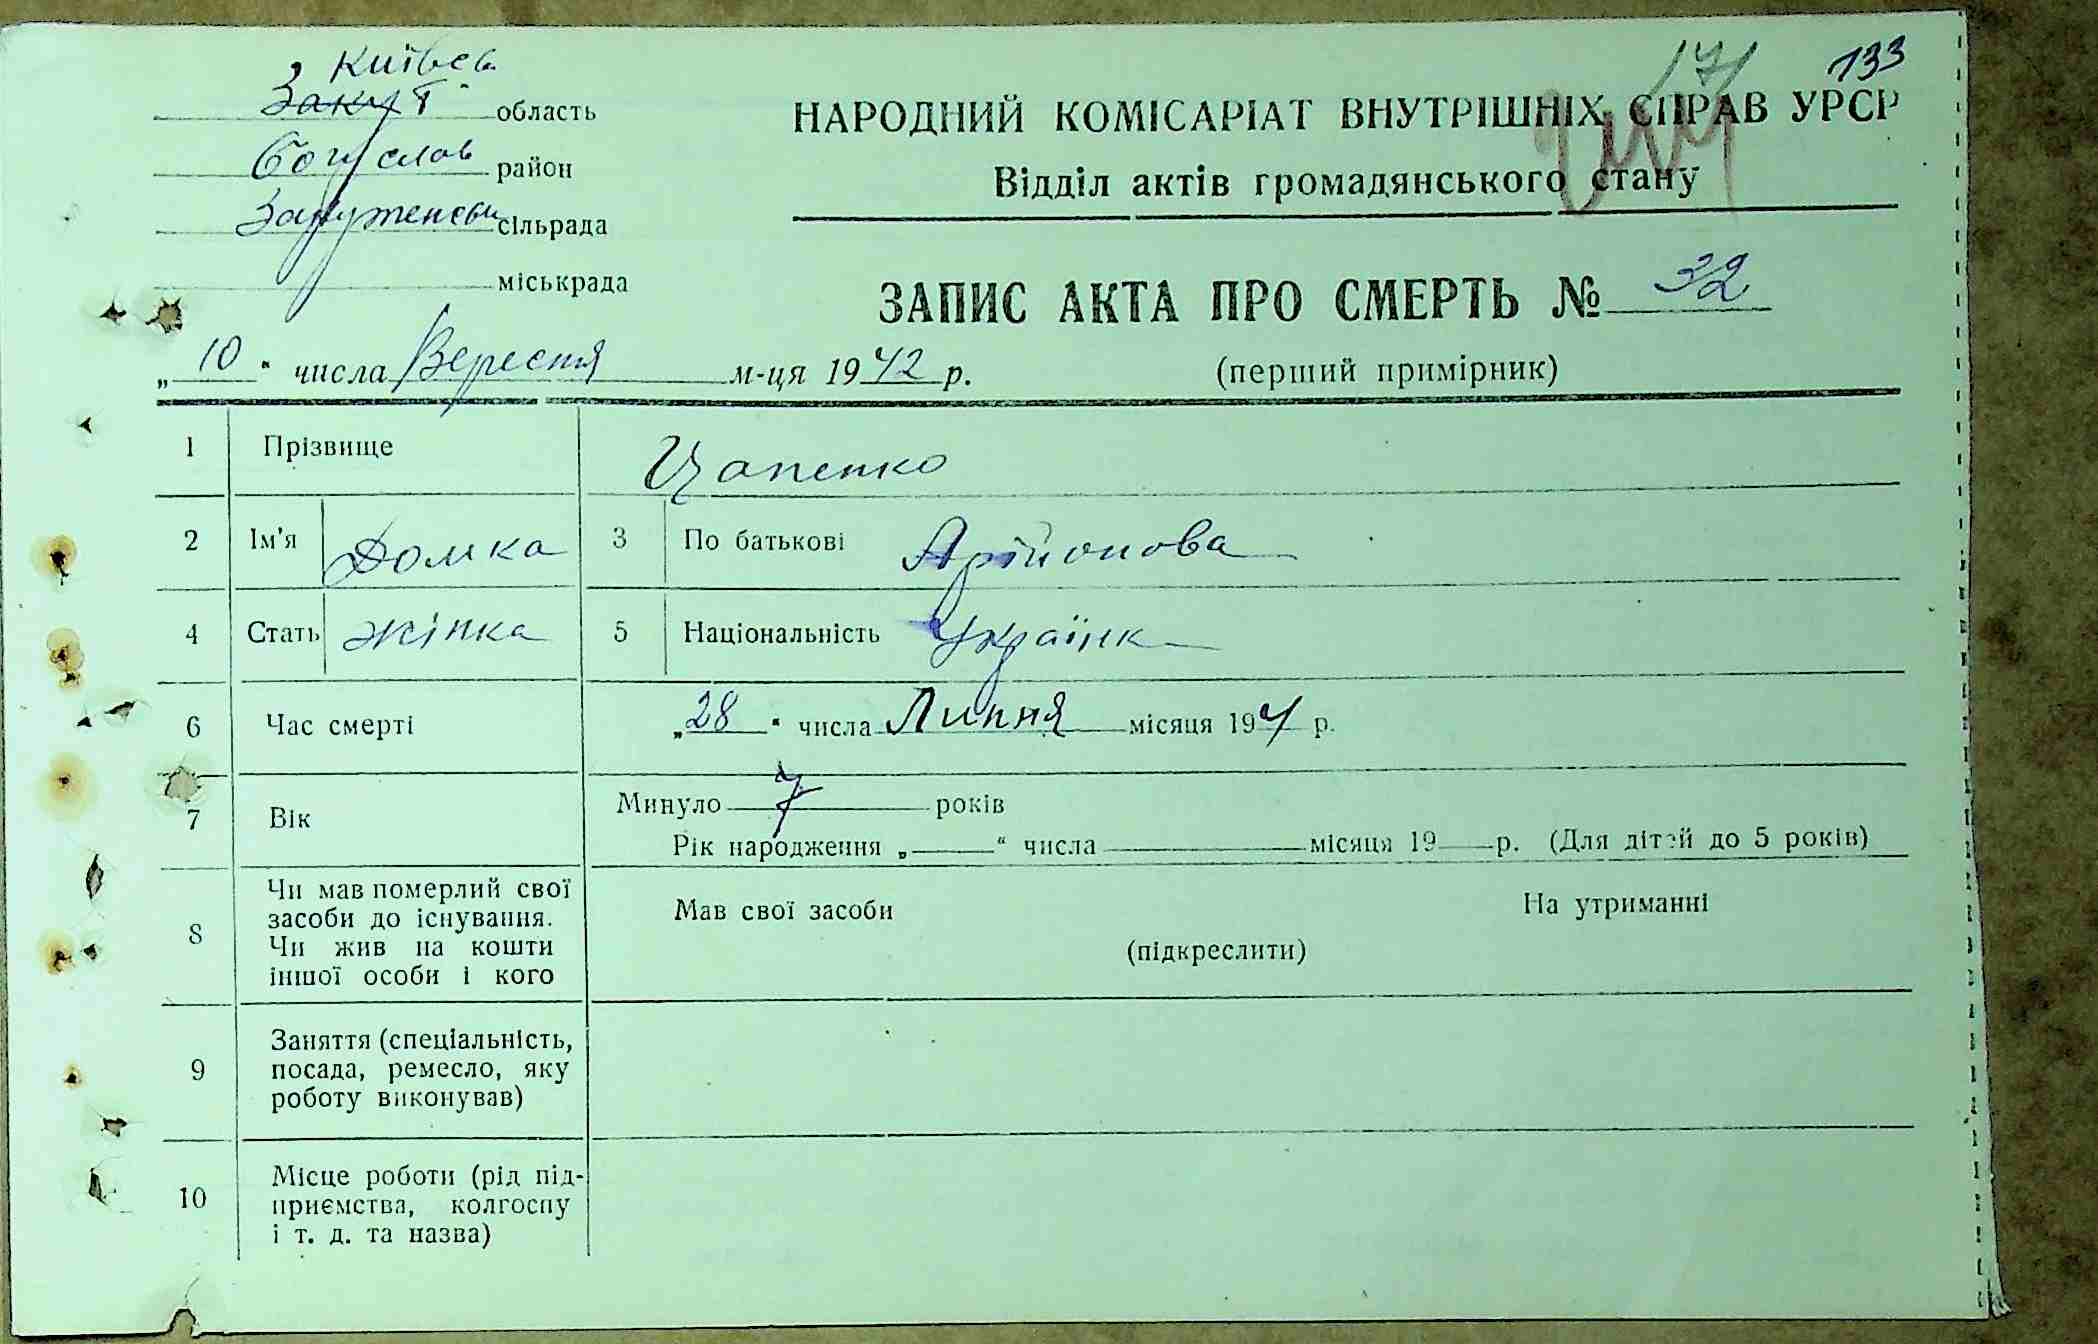 133
171
Київсь
Закут область
Богуслав район
сільрада
міськрада
НАРОДНИЙ КОМІСАРІАТ ВНУТРІШНІХ СПРАВ УРСР
Відділ актів громадянського стану
ЗАПИС АКТА ПРО СМЕРТЬ № 32
„10“ числа Вересня м-ця 1942 р.
(перший примірник)
1 Прізвище Цапенко
2 Ім'я Домка 3 По батькові
4 Стать жінка 5 Національність Українк
6 Час смерті „28“ числа Липня місяця 194 р.
7 Вік Минуло 7 років
Рік народження „ “ числа місяця 19 р. (Для дітей до 5 років)
8 Чи мав померлий свої
засоби до існування.
Чи жив на кошти
іншої особи і кого
Мав свої засоби На утриманні
(підкреслити)
9 Заняття (спеціальність,
посада, ремесло, яку
роботу виконував)
10 Місце роботи (рід під-
приємства, колгоспу
і т. д. та назва)